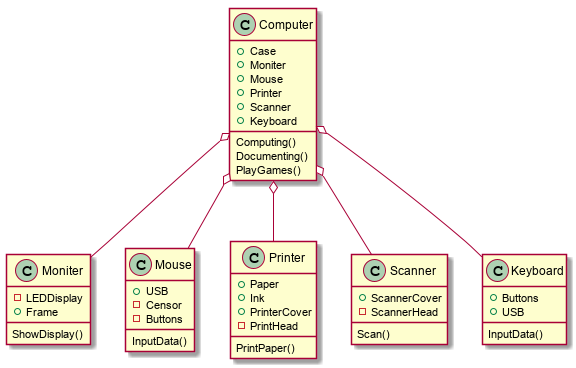 C Computer
Case
Moniter
Mouse
Printer
Scanner
Keyboard
Computing()
Documenting()
PlayGames()
C Moniter
LEDDisplay
Frame
ShowDisplay()
C Mouse
USB
Censor
Buttons
InputData()
C Printer
Paper
Ink
PrinterCover
PrintHead
PrintPaper()
C Scanner
ScannerCover
ScannerHead
Scan()
C Keyboard
Buttons
USB
InputData()